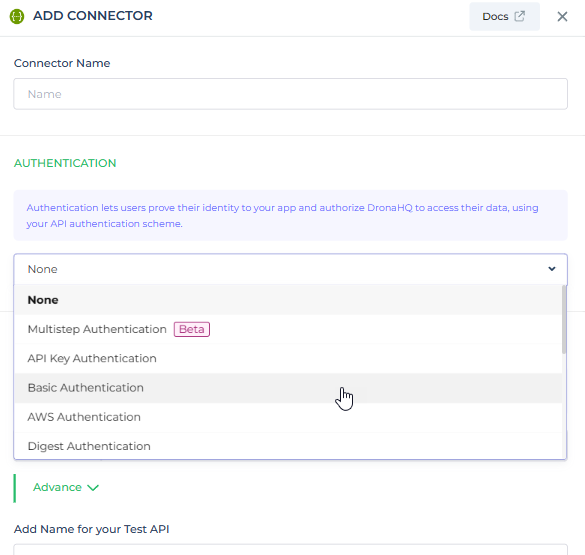 ADD CONNECTOR
Docs
Connector Name
Name
AUTHENTICATION
Authentication lets users prove their identity to your app and authorize DronaHQ to access their data, using
your API authentication scheme.
None
None
Multistep Authentication Beta
API Key Authentication
Basic Authentication
AWS Authentication
Digest Authentication
Advance
Add Name for your Test API